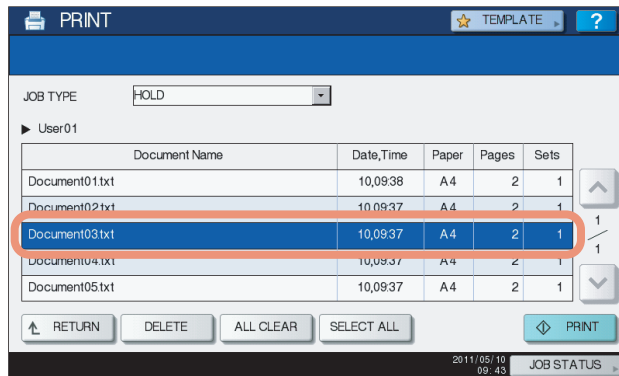 PRINT
TEMPLATE
?
JOB TYPE HOLD
User01
Document Name Date,Time Paper Pages Sets
Document01.txt 10,09:38 A4 2 1
Document02.txt 10,09:37 A4 2 1
Document03.txt 10,09:37 A4 2 1
Document04.txt 10,09:37 A4 2 1
Document05.txt 10,09:37 A4 2 1
1
1
RETURN DELETE ALL CLEAR SELECT ALL PRINT
2011/05/10
09:43
JOB STATUS